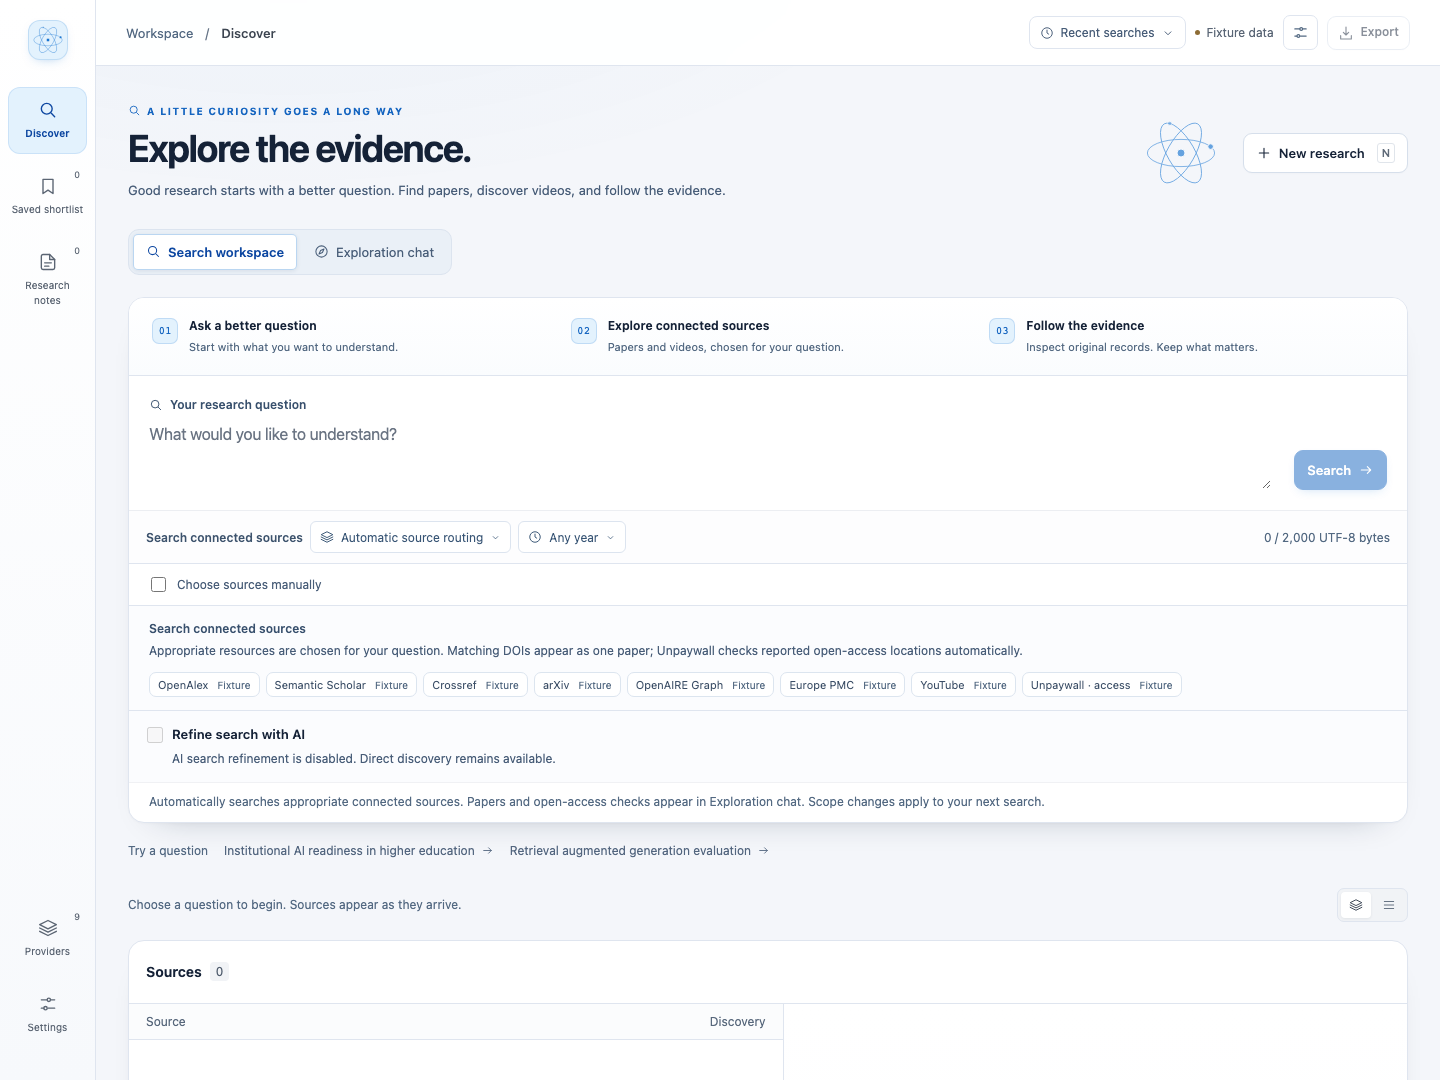 Workspace / Discover
Recent searches
Fixture data
Export
Discover
0
Saved shortlist
0
Research
notes
9
Providers
Settings
A LITTLE CURIOSITY GOES A LONG WAY
Explore the evidence.
Good research starts with a better question. Find papers, discover videos, and follow the evidence.
New research N
Search workspace
Exploration chat
01 Ask a better question
Start with what you want to understand.
02 Explore connected sources
Papers and videos, chosen for your question.
03 Follow the evidence
Inspect original records. Keep what matters.
Your research question
What would you like to understand?
Search
Search connected sources
Automatic source routing
Any year
0 / 2,000 UTF-8 bytes
Choose sources manually
Search connected sources
Appropriate resources are chosen for your question. Matching DOIs appear as one paper; Unpaywall checks reported open-access locations automatically.
OpenAlex Fixture
Semantic Scholar Fixture
Crossref Fixture
arXiv Fixture
OpenAIRE Graph Fixture
Europe PMC Fixture
YouTube Fixture
Unpaywall · access Fixture
Refine search with AI
AI search refinement is disabled. Direct discovery remains available.
Automatically searches appropriate connected sources. Papers and open-access checks appear in Exploration chat. Scope changes apply to your next search.
Try a question
Institutional AI readiness in higher education →
Retrieval augmented generation evaluation →
Choose a question to begin. Sources appear as they arrive.
Sources 0
Source
Discovery